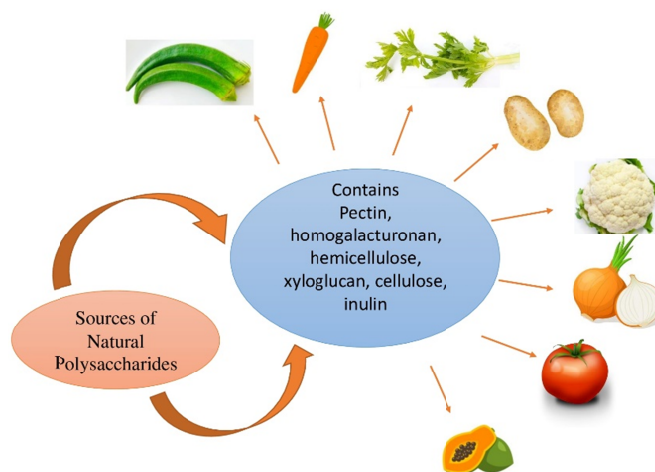 Contains
Pectin,
homogalacturonan,
hemicellulose,
xyloglucan, cellulose,
inulin
Sources of
Natural
Polysaccharides